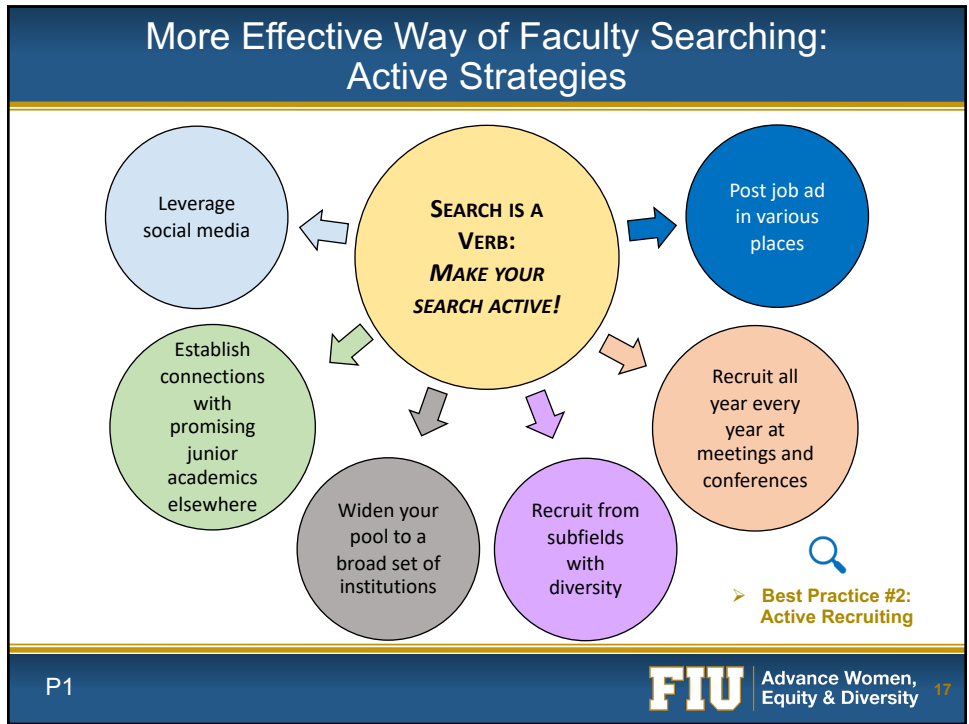 More Effective Way of Faculty Searching:
Active Strategies
Leverage
social media
SEARCH IS A
VERB:
MAKE YOUR
SEARCH ACTIVE!
Post job ad
in various
places
Establish
connections
with
promising
junior
academics
elsewhere
Recruit all
year every
year at
meetings and
conferences
Widen your
pool to a
broad set of
institutions
Recruit from
subfields
with
diversity
➢ Best Practice #2:
Active Recruiting
P1
FIU
Advance Women,
Equity & Diversity
17